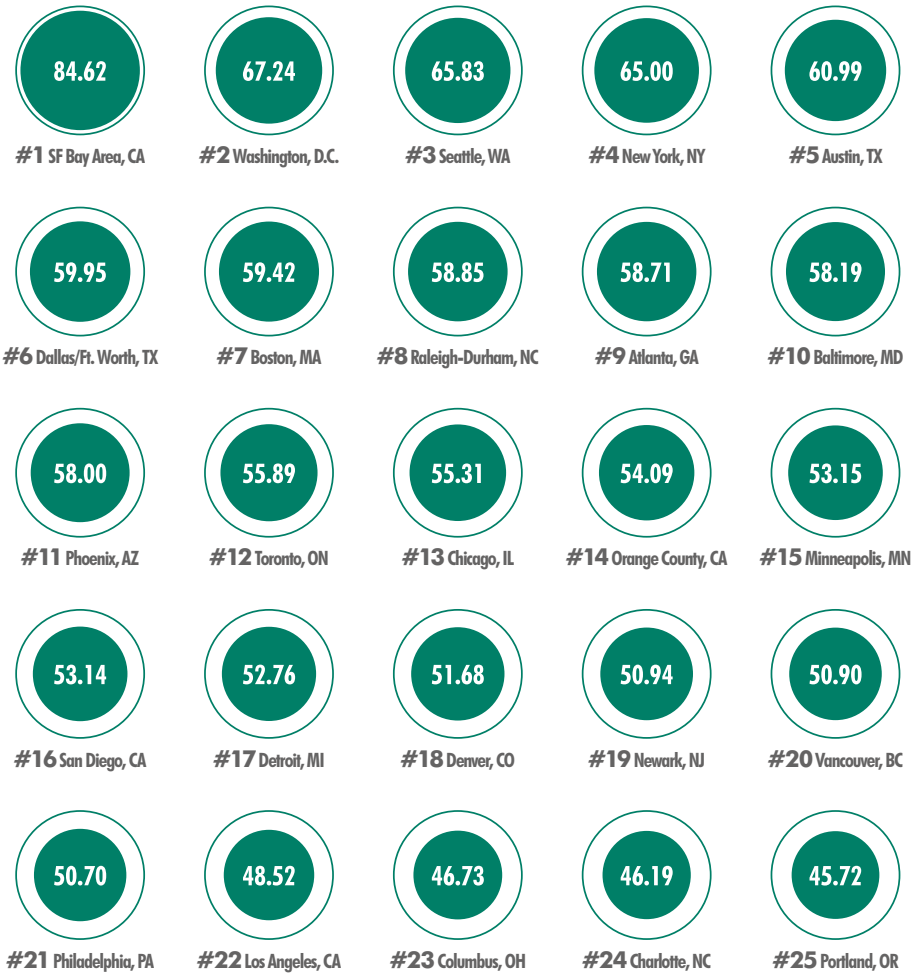 84.62 67.24 65.83 65.00 60.99
#1 SF Bay Area, CA #2 Washington, D.C. #3 Seattle, WA #4 New York, NY #5 Austin, TX
59.95 59.42 58.85 58.71 58.19
#6 Dallas/Ft. Worth, TX #7 Boston, MA #8 Raleigh-Durham, NC #9 Atlanta, GA #10 Baltimore, MD
58.00 55.89 55.31 54.09 53.15
#11 Phoenix, AZ #12 Toronto, ON #13 Chicago, IL #14 Orange County, CA #15 Minneapolis, MN
53.14 52.76 51.68 50.94 50.90
#16 San Diego, CA #17 Detroit, MI #18 Denver, CO #19 Newark, NJ #20 Vancouver, BC
50.70 48.52 46.73 46.19 45.72
#21 Philadelphia, PA #22 Los Angeles, CA #23 Columbus, OH #24 Charlotte, NC #25 Portland, OR